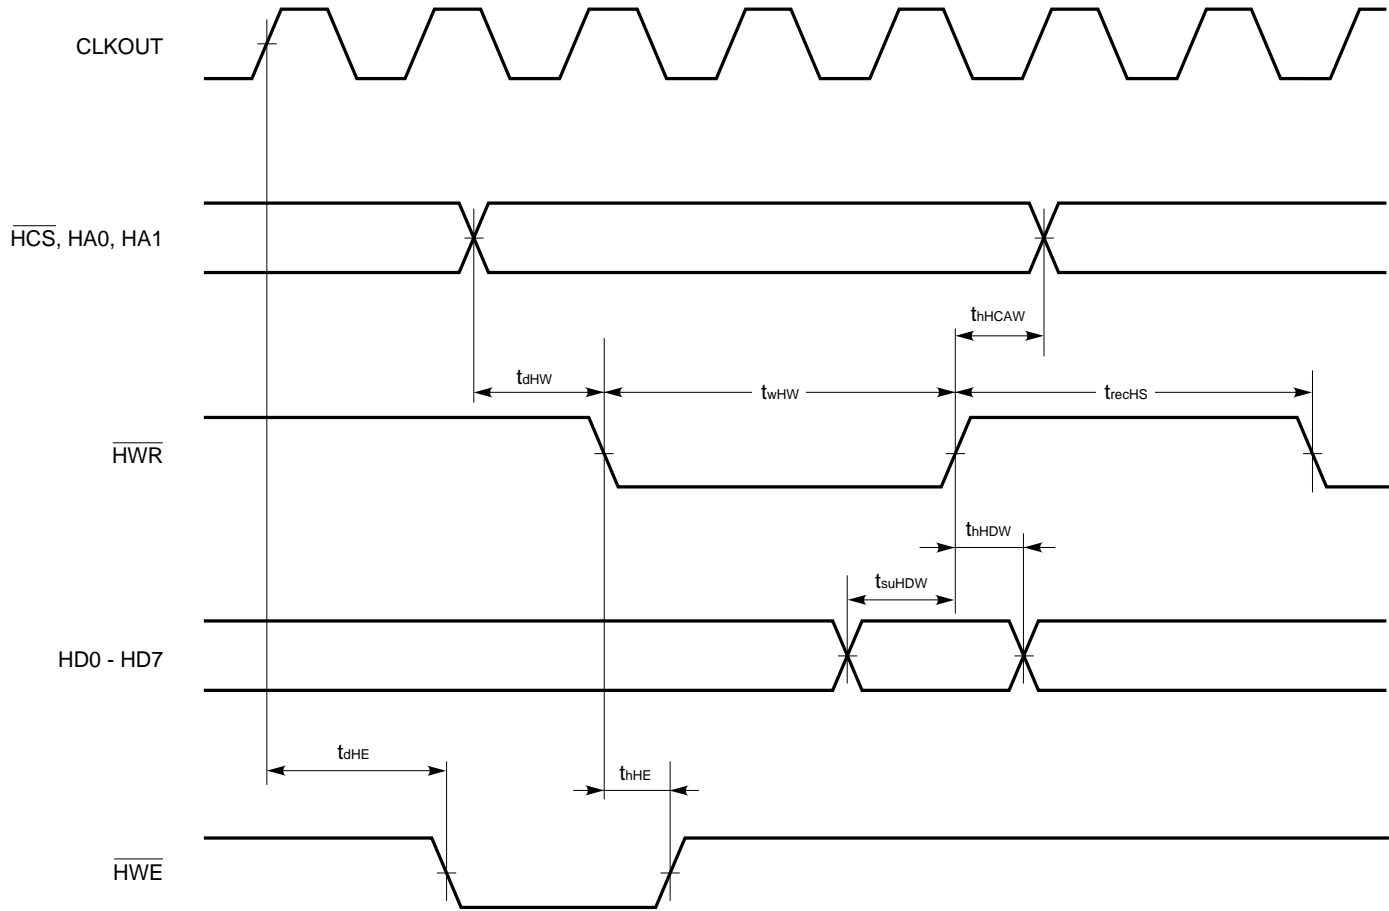 CLKOUT
HCS, HA0, HA1
thHCAW
tdHW
twHW
trecHS
HWR
thHDW
tsuHDW
HD0 - HD7
tdHE
thHE
HWE